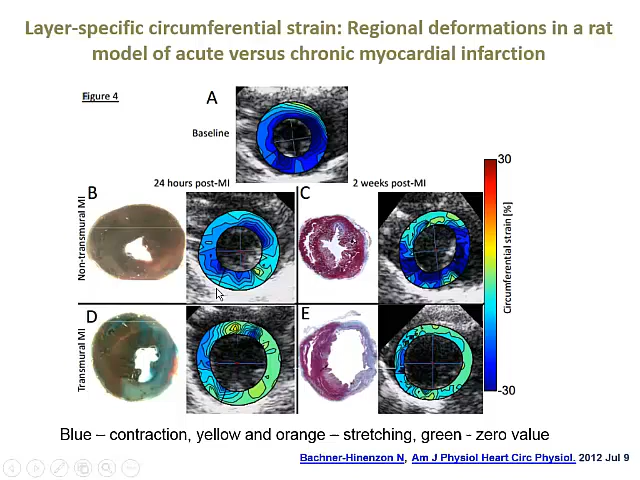 Layer-specific circumferential strain: Regional deformations in a rat
model of acute versus chronic myocardial infarction
Figure 4
A
Baseline
24 hours post-MI
2 weeks post-MI
B
C
Non-transmural MI
D
E
Transmural MI
30
Circumferential strain [%]
-30
Blue – contraction, yellow and orange – stretching, green - zero value
Bachner-Hinenzon N, Am J Physiol Heart Circ Physiol. 2012 Jul 9